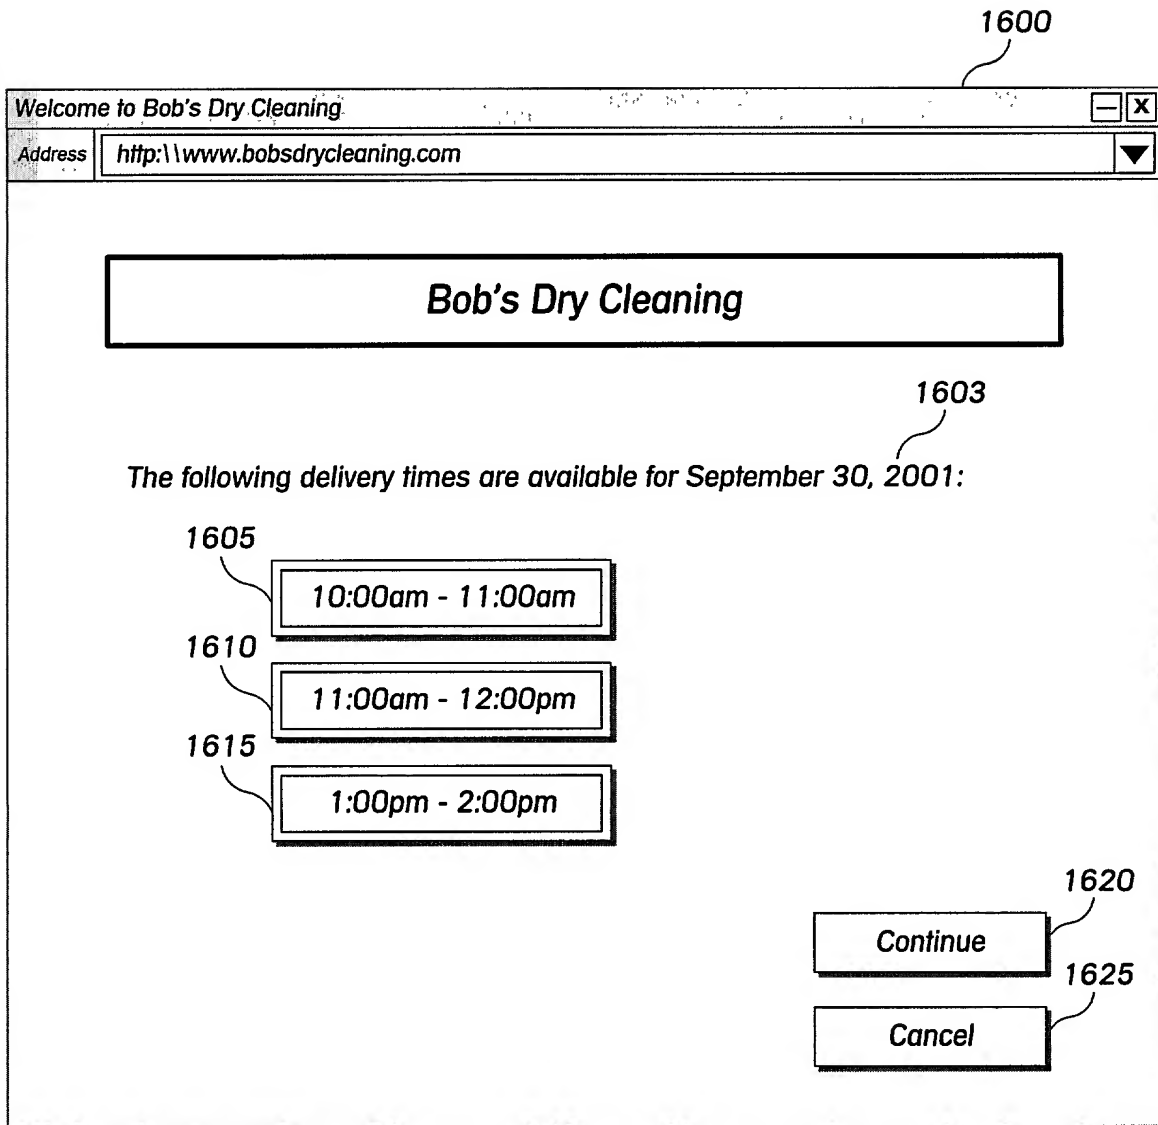 1600
Welcome to Bob's Dry Cleaning
Address http:\\www.bobsdrycleaning.com
Bob's Dry Cleaning
1603
The following delivery times are available for September 30, 2001:
1605
10:00am - 11:00am
1610
11:00am - 12:00pm
1615
1:00pm - 2:00pm
1620
Continue
1625
Cancel